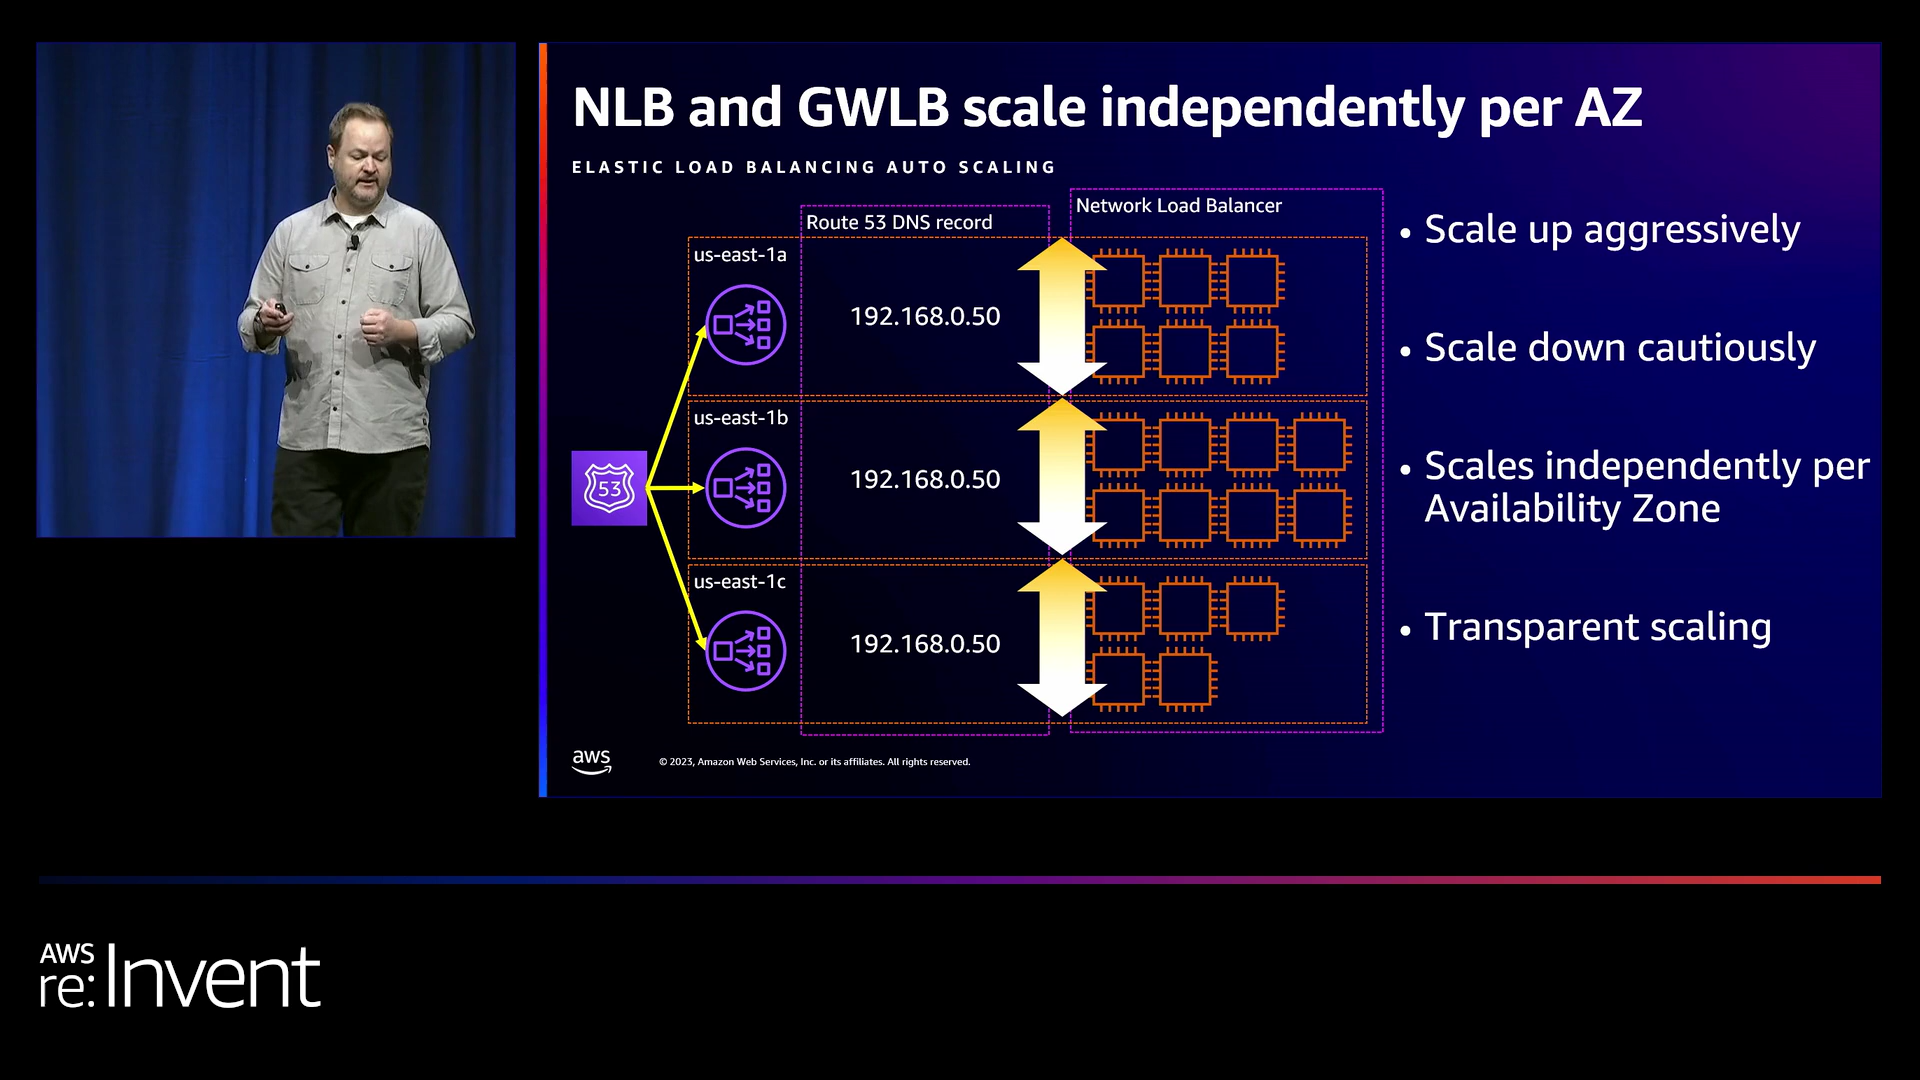 NLB and GWLB scale independently per AZ
ELASTIC LOAD BALANCING AUTO SCALING
Route 53 DNS record
Network Load Balancer
us-east-1a
192.168.0.50
us-east-1b
192.168.0.50
us-east-1c
192.168.0.50
53
• Scale up aggressively
• Scale down cautiously
• Scales independently per
Availability Zone
• Transparent scaling
aws
© 2023, Amazon Web Services, Inc. or its affiliates. All rights reserved.
AWS
re:Invent